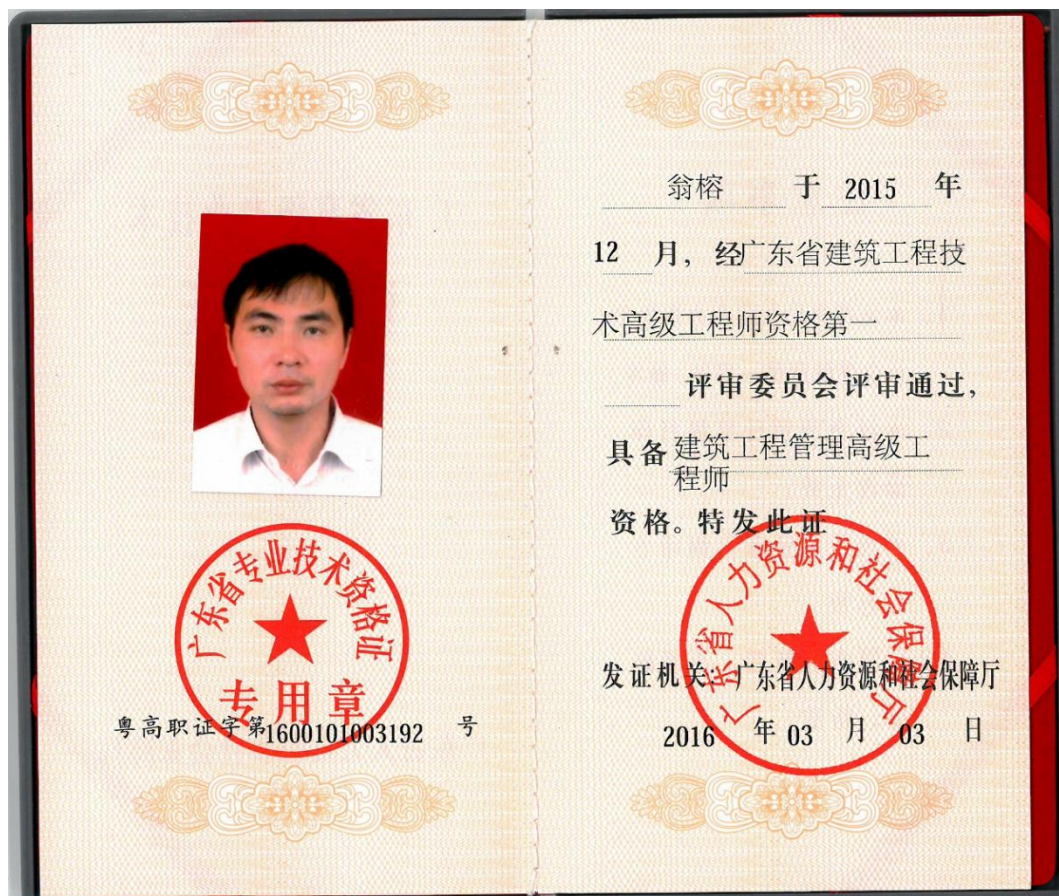 广东省专业技术资格证
专用章
粤高职证字第1600101003192 号
翁榕 于 2015 年
12 月，经广东省建筑工程技
术高级工程师资格第一
评审委员会评审通过，
具备建筑工程管理高级工
程师
资格。特发此证
广东省人力资源和社会保障厅
发证机关：广东省人力资源和社会保障厅
2016 年 03 月 03 日